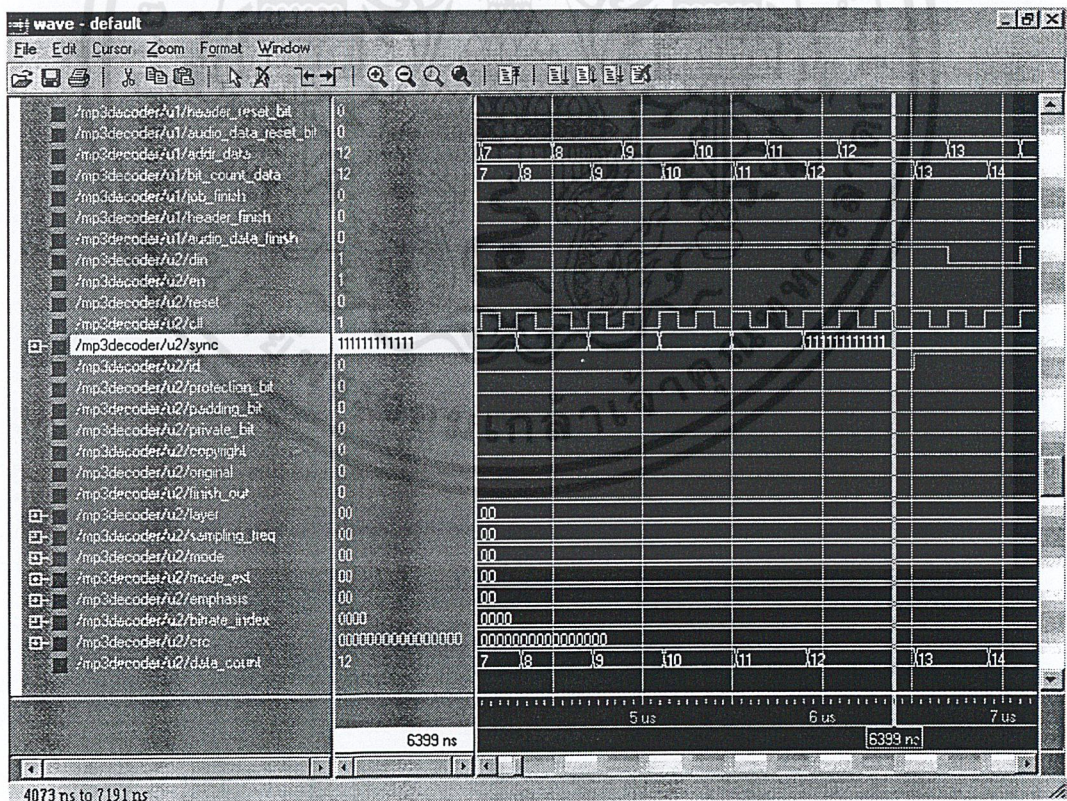 wave - default
File Edit Cursor Zoom Format Window
/mp3decoder/u1/header_reset_bit 0
/mp3decoder/u1/audio_data_reset_bit 0
/mp3decoder/u1/addr_data 12 7 8 9 10 11 12 13
/mp3decoder/u1/bit_count_data 12 7 8 9 10 11 12 13 14
/mp3decoder/u1/job_finish 0
/mp3decoder/u1/header_finish 0
/mp3decoder/u1/audio_data_finish 0
/mp3decoder/u2/din 1
/mp3decoder/u2/en 1
/mp3decoder/u2/reset 0
/mp3decoder/u2/ 1
/mp3decoder/u2/sync 111111111111 111111111111
/mp3decoder/u2/id 0
/mp3decoder/u2/protection_bit 0
/mp3decoder/u2/padding_bit 0
/mp3decoder/u2/private_bit 0
/mp3decoder/u2/copyright 0
/mp3decoder/u2/original 0
/mp3decoder/u2/finish_out 0
/mp3decoder/u2/layer 00 00
/mp3decoder/u2/sampling_freq 00 00
/mp3decoder/u2/mode 00 00
/mp3decoder/u2/mode_ext 00 00
/mp3decoder/u2/emphasis 00 00
/mp3decoder/u2/bitrate_index 0000 0000
/mp3decoder/u2/crc 0000000000000000 0000000000000000
/mp3decoder/u2/data_count 12 7 8 9 10 11 12 13 14
5 us 6 us 7 us
6399 ns 6399 ns
4073 ns to 7191 ns